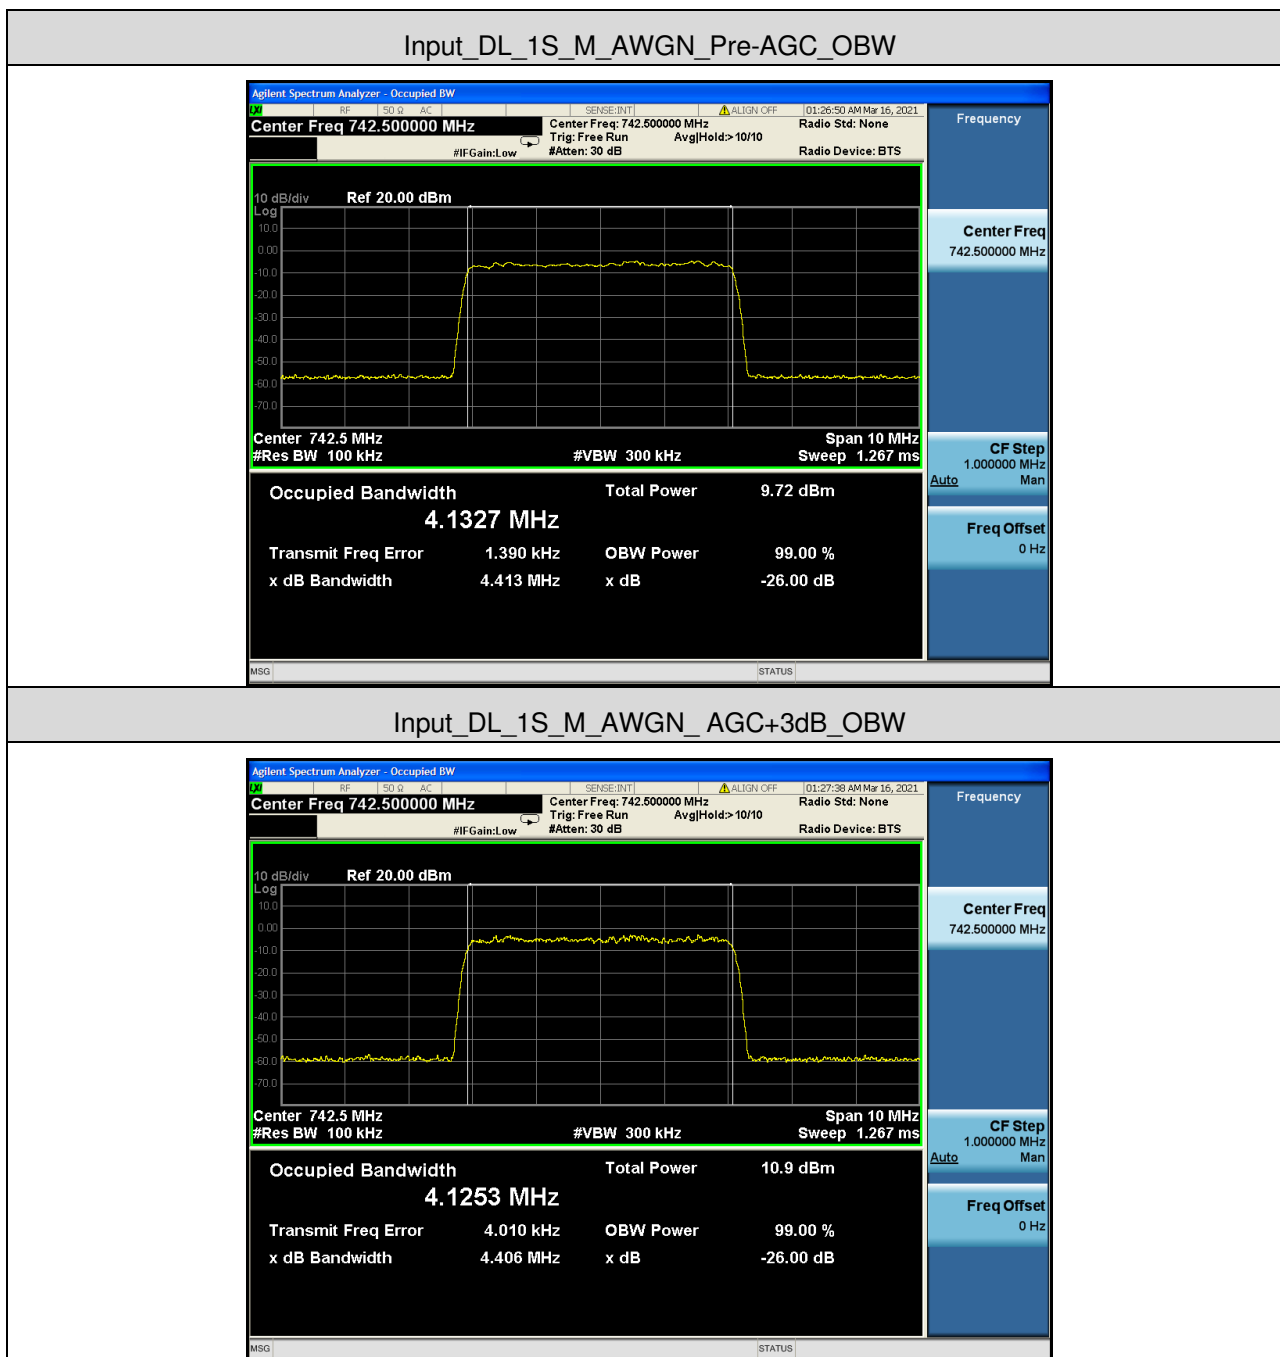 Input_DL_1S_M_AWGN_Pre-AGC_OBW
Agilent Spectrum Analyzer - Occupied BW
LXI RF 50 Ω AC SENSE:INT ALIGN OFF 01:26:50 AM Mar 16, 2021
Center Freq 742.500000 MHz
Center Freq: 742.500000 MHz
Radio Std: None
Trig: Free Run Avg|Hold:>10/10
#IFGain:Low #Atten: 30 dB Radio Device: BTS
Frequency
10 dB/div Ref 20.00 dBm
Log
10.0
0.00
-10.0
-20.0
-30.0
-40.0
-50.0
-60.0
-70.0
Center 742.5 MHz Span 10 MHz
#Res BW 100 kHz #VBW 300 kHz Sweep 1.267 ms
Center Freq
742.500000 MHz
CF Step
1.000000 MHz
Auto Man
Freq Offset
0 Hz
Occupied Bandwidth Total Power 9.72 dBm
4.1327 MHz
Transmit Freq Error 1.390 kHz OBW Power 99.00 %
x dB Bandwidth 4.413 MHz x dB -26.00 dB
MSG STATUS
Input_DL_1S_M_AWGN_ AGC+3dB_OBW
Agilent Spectrum Analyzer - Occupied BW
LXI RF 50 Ω AC SENSE:INT ALIGN OFF 01:27:38 AM Mar 16, 2021
Center Freq 742.500000 MHz
Center Freq: 742.500000 MHz
Radio Std: None
Trig: Free Run Avg|Hold:>10/10
#IFGain:Low #Atten: 30 dB Radio Device: BTS
Frequency
10 dB/div Ref 20.00 dBm
Log
10.0
0.00
-10.0
-20.0
-30.0
-40.0
-50.0
-60.0
-70.0
Center 742.5 MHz Span 10 MHz
#Res BW 100 kHz #VBW 300 kHz Sweep 1.267 ms
Center Freq
742.500000 MHz
CF Step
1.000000 MHz
Auto Man
Freq Offset
0 Hz
Occupied Bandwidth Total Power 10.9 dBm
4.1253 MHz
Transmit Freq Error 4.010 kHz OBW Power 99.00 %
x dB Bandwidth 4.406 MHz x dB -26.00 dB
MSG STATUS